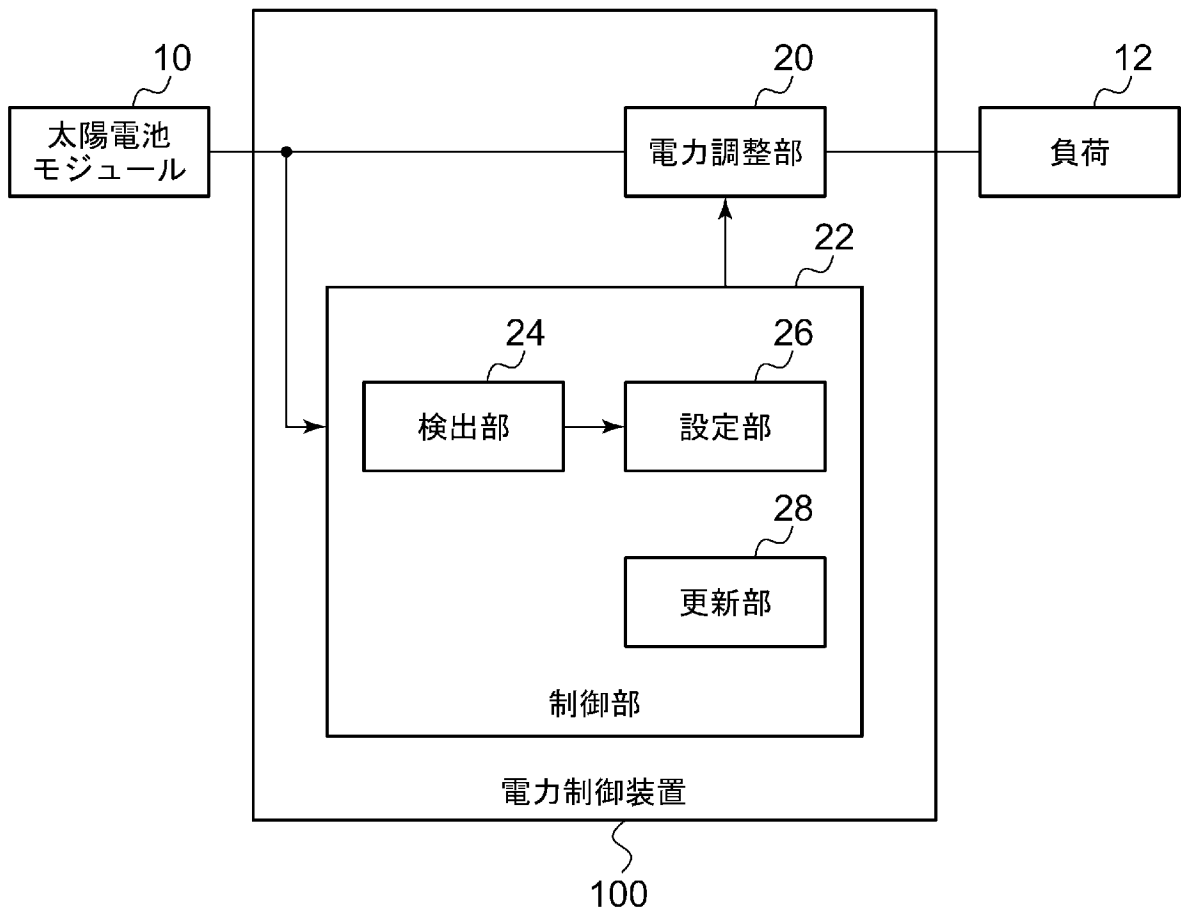 10
20
12
太陽電池
モジュール
電力調整部
負荷
22
24
26
検出部
設定部
28
更新部
制御部
電力制御装置
100